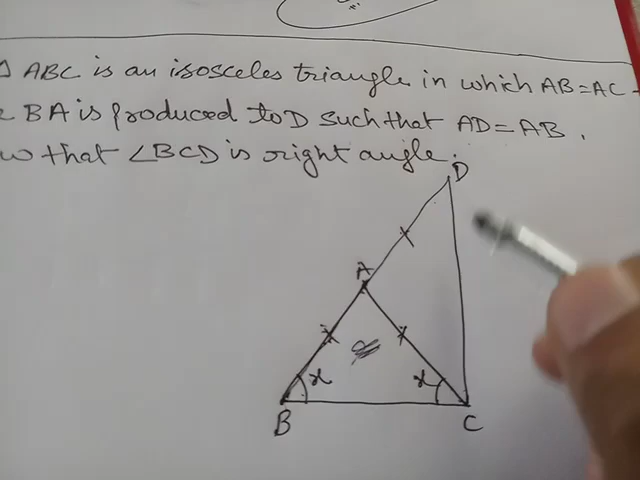 ABC is an isosceles triangle in which AB=AC
BA is produced to D such that AD=AB.
that ∠BCD is right angle.
D
A
x x
B C